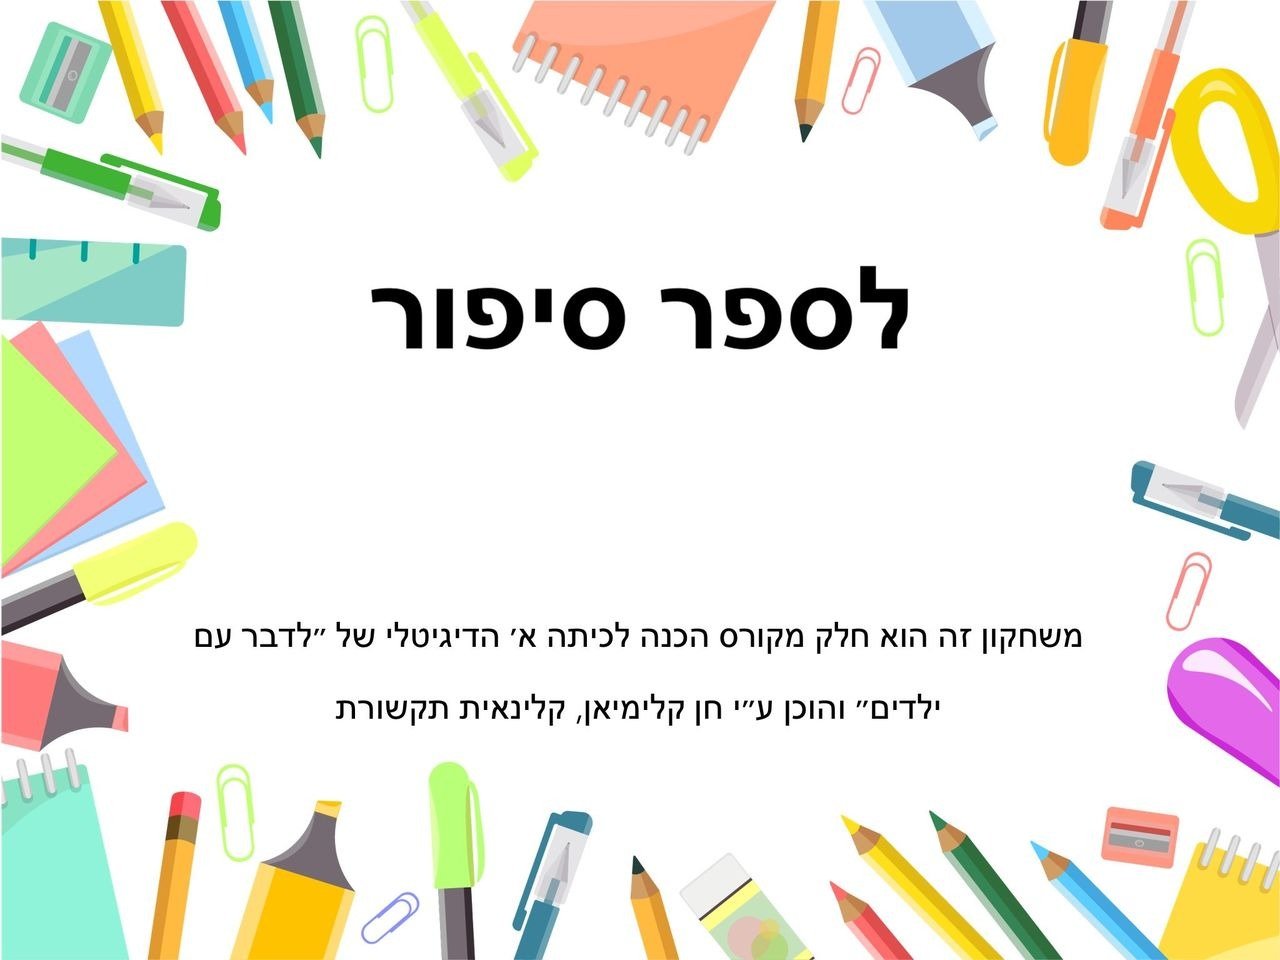 לספר סיפור
משחקון זה הוא חלק מקורס הכנה לכיתה א׳ הדיגיטלי של ״לדבר עם
ילדים״ והוכן ע״י חן קלימיאן, קלינאית תקשורת